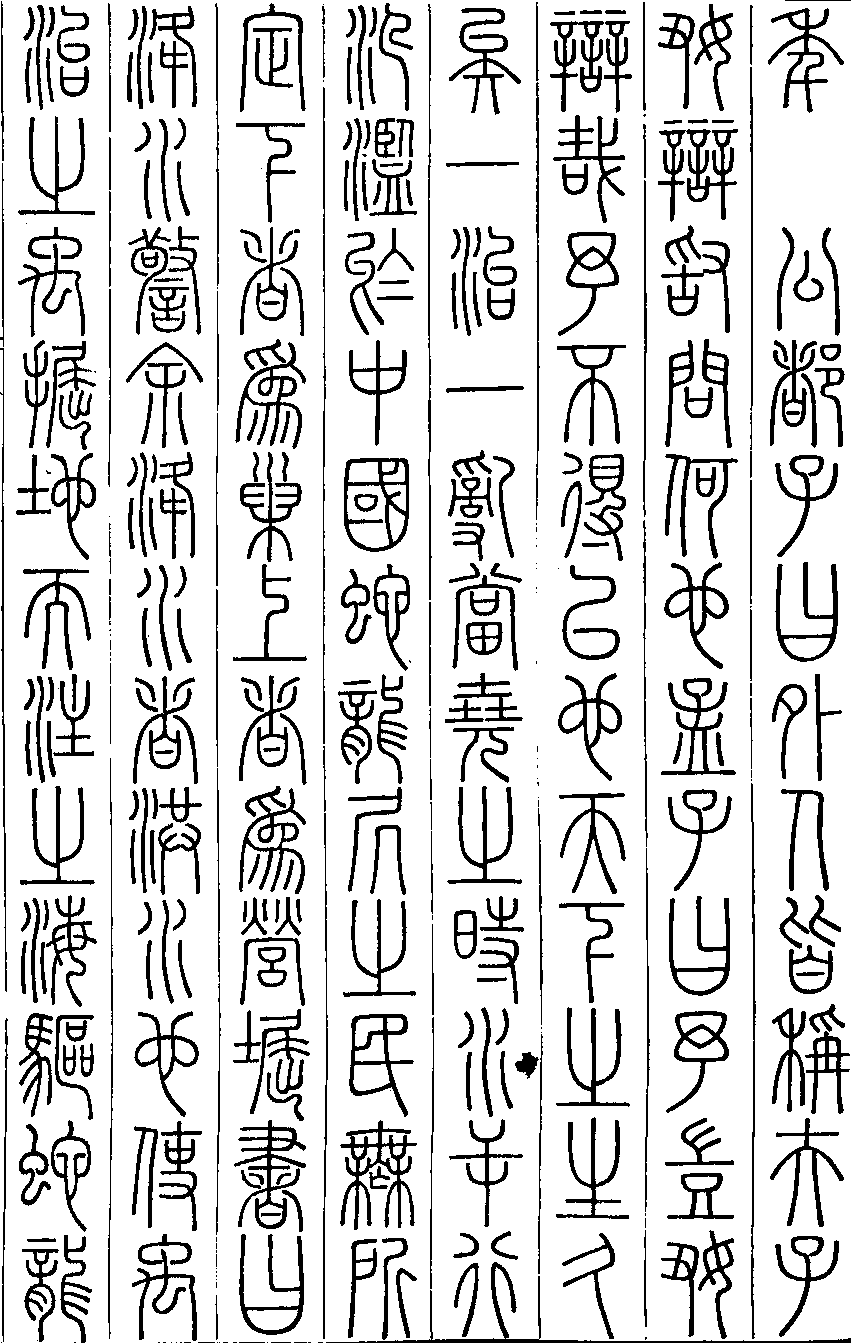 年　公都子曰外人皆稱夫子
好辯敢問何也孟子曰予豈好
辯哉予不得已也天下之生久
矣一治一亂當堯之時水逆行
氾濫於中國蛇龍居之民無所
定下者為巢上者為營窟書曰
洚水警余洚水者洪水也使禹
治之禹掘地而注之海驅蛇龍